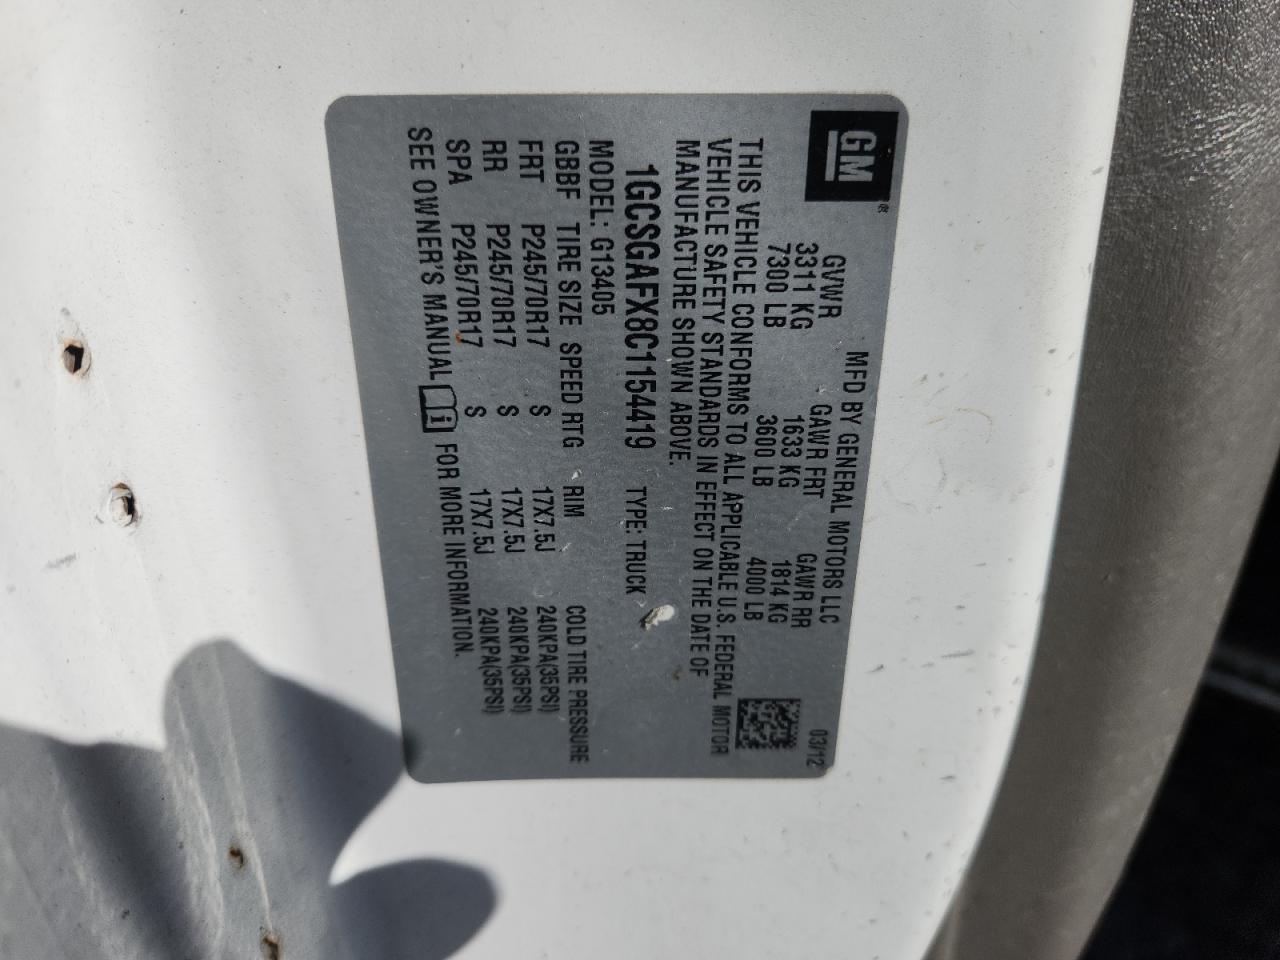 GM®
MFD BY GENERAL MOTORS LLC 03/12
GVWR GAWR FRT GAWR RR
3311 KG 1633 KG 1814 KG
7300 LB 3600 LB 4000 LB
THIS VEHICLE CONFORMS TO ALL APPLICABLE U.S. FEDERAL MOTOR
VEHICLE SAFETY STANDARDS IN EFFECT ON THE DATE OF
MANUFACTURE SHOWN ABOVE.
1GCSGAFX8C1154419 TYPE: TRUCK
MODEL: G13405
GBBF TIRE SIZE SPEED RTG RIM COLD TIRE PRESSURE
FRT P245/70R17 S 17X7.5J 240KPA(35PSI)
RR P245/70R17 S 17X7.5J 240KPA(35PSI)
SPA P245/70R17 S 17X7.5J 240KPA(35PSI)
SEE OWNER'S MANUAL i FOR MORE INFORMATION.